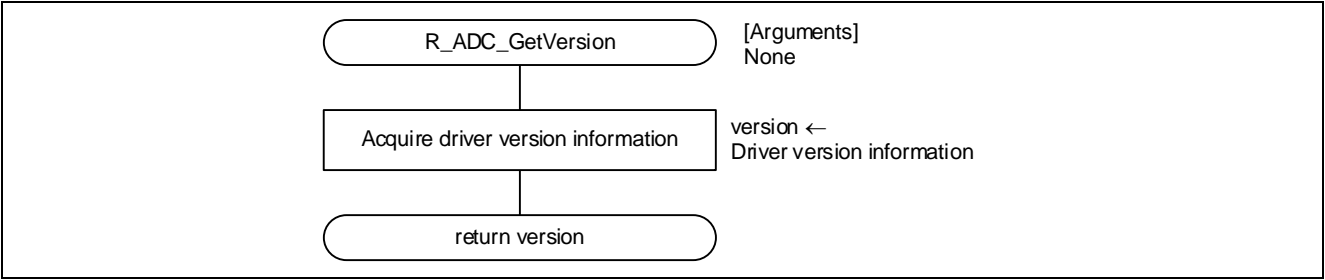 R_ADC_GetVersion
[Arguments]
None
Acquire driver version information
version ←
Driver version information
return version